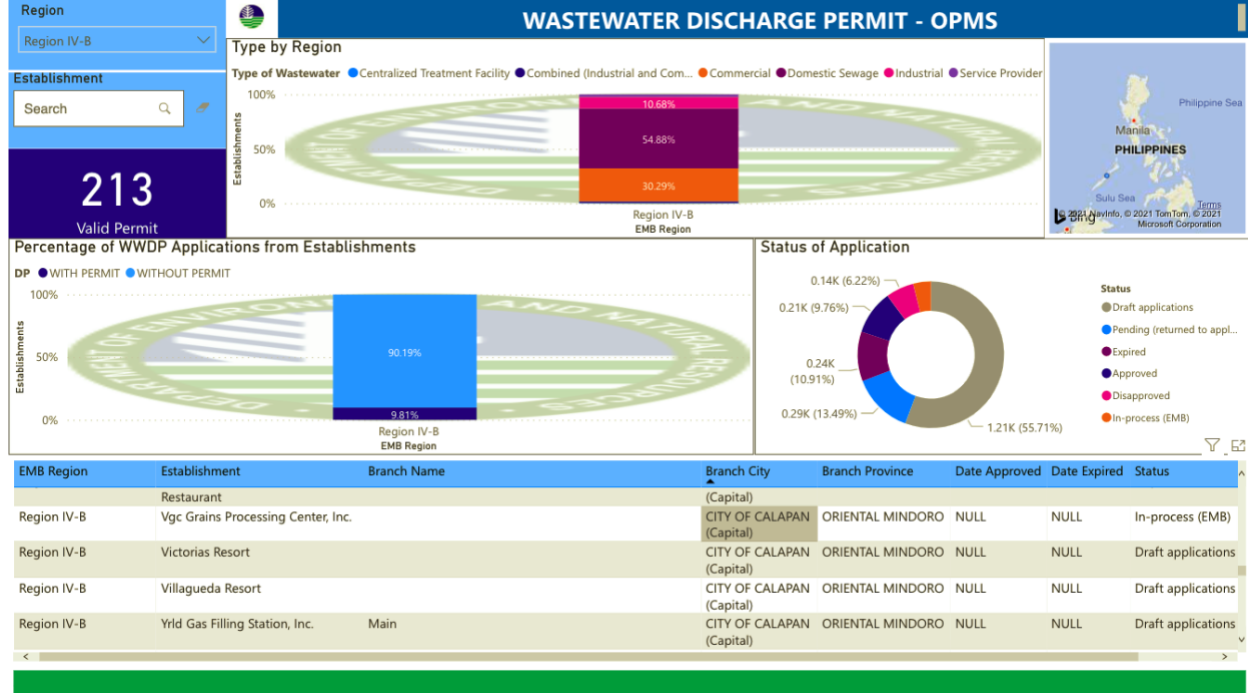 Region
Region IV-B
Establishment
Search
213
Valid Permit
WASTEWATER DISCHARGE PERMIT - OPMS
Type by Region
Type of Wastewater Centralized Treatment Facility Combined (Industrial and Com... Commercial Domestic Sewage Industrial Service Provider
100%
50%
0%
Establishments
10.68%
54.88%
30.29%
Region IV-B
EMB Region
Philippine Sea
Manila
PHILIPPINES
Sulu Sea
Terms
Bing
© 2021 NavInfo, © 2021 TomTom, © 2021
Microsoft Corporation
Percentage of WWDP Applications from Establishments
DP WITH PERMIT WITHOUT PERMIT
100%
50%
0%
Establishments
90.19%
9.81%
Region IV-B
EMB Region
DEPARTMENT OF ENVIRONMENT AND NATURAL RESOURCES
Status of Application
0.14K (6.22%)
0.21K (9.76%)
0.24K
(10.91%)
0.29K (13.49%)
1.21K (55.71%)
Status
Draft applications
Pending (returned to appl...
Expired
Approved
Disapproved
In-process (EMB)
EMB Region Establishment Branch Name Branch City Branch Province Date Approved Date Expired Status
Restaurant (Capital)
Region IV-B Vgc Grains Processing Center, Inc. CITY OF CALAPAN ORIENTAL MINDORO NULL NULL In-process (EMB)
(Capital)
Region IV-B Victorias Resort CITY OF CALAPAN ORIENTAL MINDORO NULL NULL Draft applications
(Capital)
Region IV-B Villagueda Resort CITY OF CALAPAN ORIENTAL MINDORO NULL NULL Draft applications
(Capital)
Region IV-B Yrld Gas Filling Station, Inc. Main CITY OF CALAPAN ORIENTAL MINDORO NULL NULL Draft applications
(Capital)